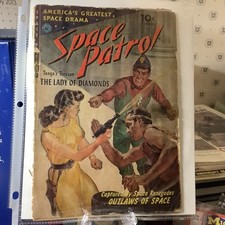 AMERICA'S GREATEST
SPACE DRAMA
10¢
Space Patrol
THE LADY OF DIAMONDS
Captured by Space Renegades
OUTLAWS OF SPACE